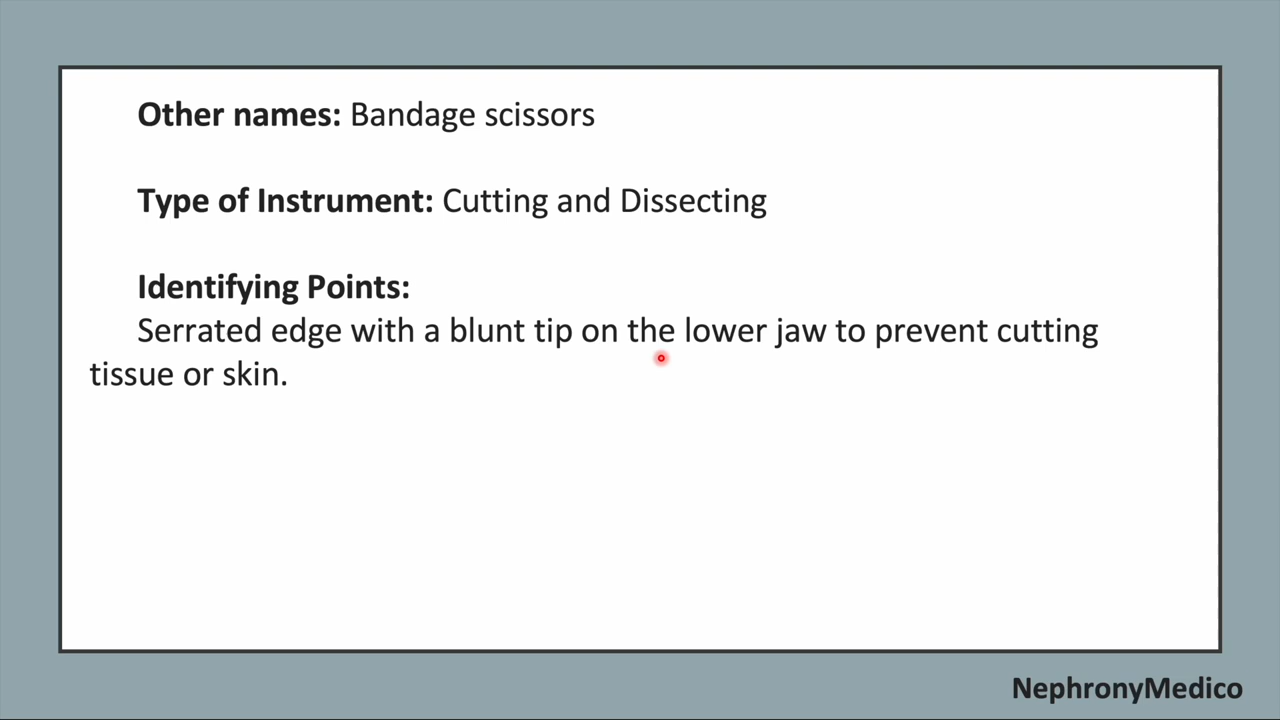 Other names: Bandage scissors
Type of Instrument: Cutting and Dissecting
Identifying Points:
Serrated edge with a blunt tip on the lower jaw to prevent cutting
tissue or skin.
NephronyMedico